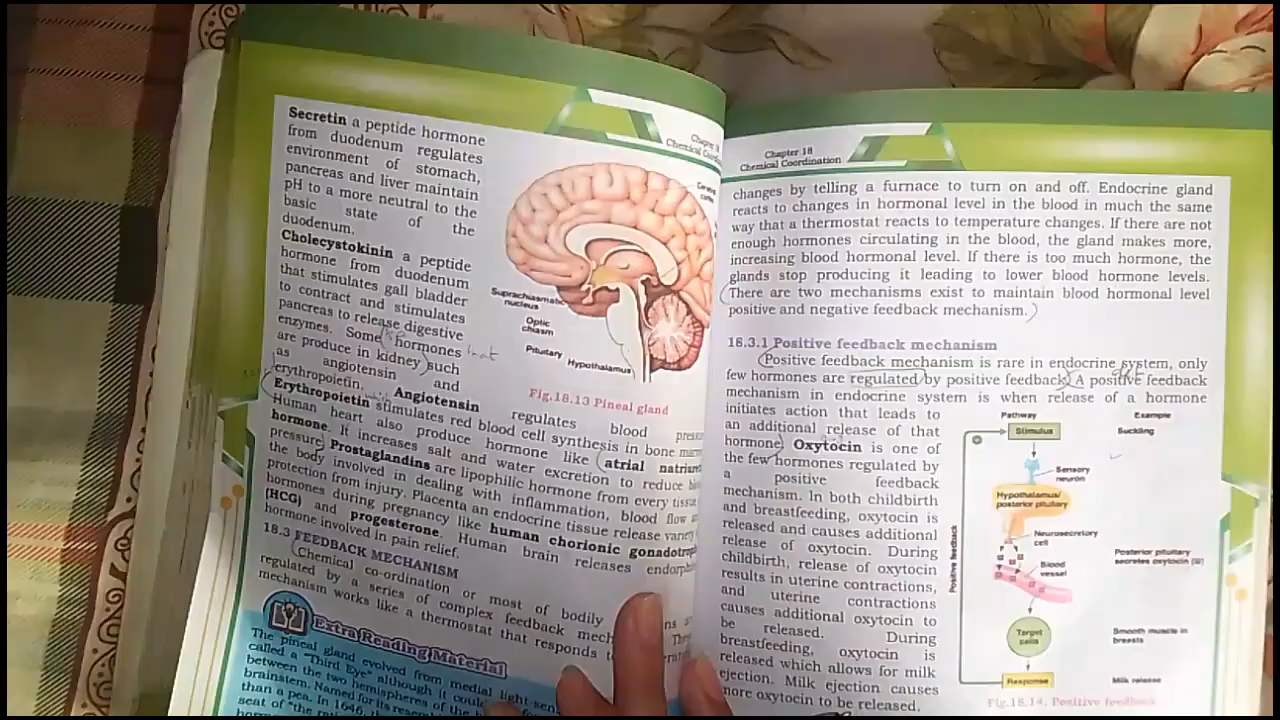 Secretin a peptide hormone
from duodenum regulates
environment of stomach,
pancreas and liver maintain
pH to a more neutral to the
basic state of the
duodenum.
Cholecystokinin a peptide
hormone from duodenum
that stimulates gall bladder
to contract and stimulates
pancreas to release digestive
enzymes. Some hormones
are produce in kidney such
as angiotensin and
erythropoietin. Angiotensin regulates blood
Erythropoietin stimulates red blood cell synthesis in bone
Human heart also produce hormone like atrial
hormone. It increases salt and water excretion to reduce
pressure. Prostaglandins are lipophilic hormone from every tissue
the body involved in dealing with inflammation, blood flow
protection from injury. Placenta an endocrine tissue release
hormones during pregnancy like human chorionic
(HCG) and Progesterone. Human brain releases
hormone involved in pain relief.
18.3 FEEDBACK MECHANISM
Chemical co-ordination or most of bodily
regulated by a series of complex feedback
mechanism works like a thermostat that responds
Extra Reading Material
The pineal gland evolved from medial light
called a "Third Eye" although
between the two hemispheres of the
brainstem. Named for its
than a pea. In 1646,
seat of "the
Chapter
Chemical
Suprachiasmatic
nucleus
Optic
chiasm
Pituitary
Hypothalamus
Fig.18.13 Pineal gland
Chapter 18
Chemical Coordination
changes by telling a furnace to turn on and off. Endocrine gland
reacts to changes in hormonal level in the blood in much the same
way that a thermostat reacts to temperature changes. If there are not
enough hormones circulating in the blood, the gland makes more,
increasing blood hormonal level. If there is too much hormone, the
glands stop producing it leading to lower blood hormone levels.
There are two mechanisms exist to maintain blood hormonal level
positive and negative feedback mechanism.
18.3.1 Positive feedback mechanism
Positive feedback mechanism is rare in endocrine system, only
few hormones are regulated by positive feedback. A positive feedback
mechanism in endocrine system is when release of a hormone
initiates action that leads to
an additional release of that
hormone. Oxytocin is one of
the few hormones regulated by
a positive feedback
mechanism. In both childbirth
and breastfeeding, oxytocin is
released and causes additional
release of oxytocin. During
childbirth, release of oxytocin
results in uterine contractions,
and uterine contractions
causes additional oxytocin to
be released. During
breastfeeding, oxytocin is
released which allows for milk
ejection. Milk ejection causes
more oxytocin to be released.
Pathway
Example
Stimulus
Suckling
Sensory
neuron
Hypothalamus/
posterior pituitary
Neurosecretory
cell
Posterior pituitary
secretes oxytocin
Blood
vessel
Positive feedback
Target
cells
Smooth muscle in
breasts
Response
Milk release
Fig.18.14. Positive